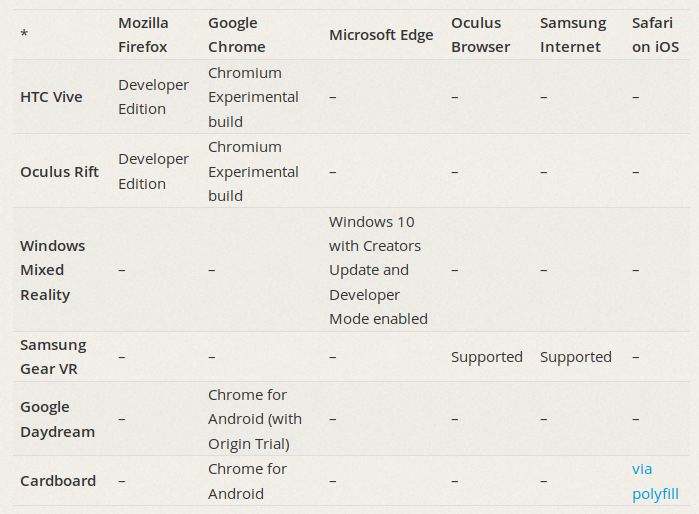 * Mozilla Firefox Google Chrome Microsoft Edge Oculus Browser Samsung Internet Safari on iOS
HTC Vive Developer Edition Chromium Experimental build – – – –
Oculus Rift Developer Edition Chromium Experimental build – – – –
Windows Mixed Reality – – Windows 10 with Creators Update and Developer Mode enabled – – –
Samsung Gear VR – – – Supported Supported –
Google Daydream – Chrome for Android (with Origin Trial) – – – –
Cardboard – Chrome for Android – – – via polyfill